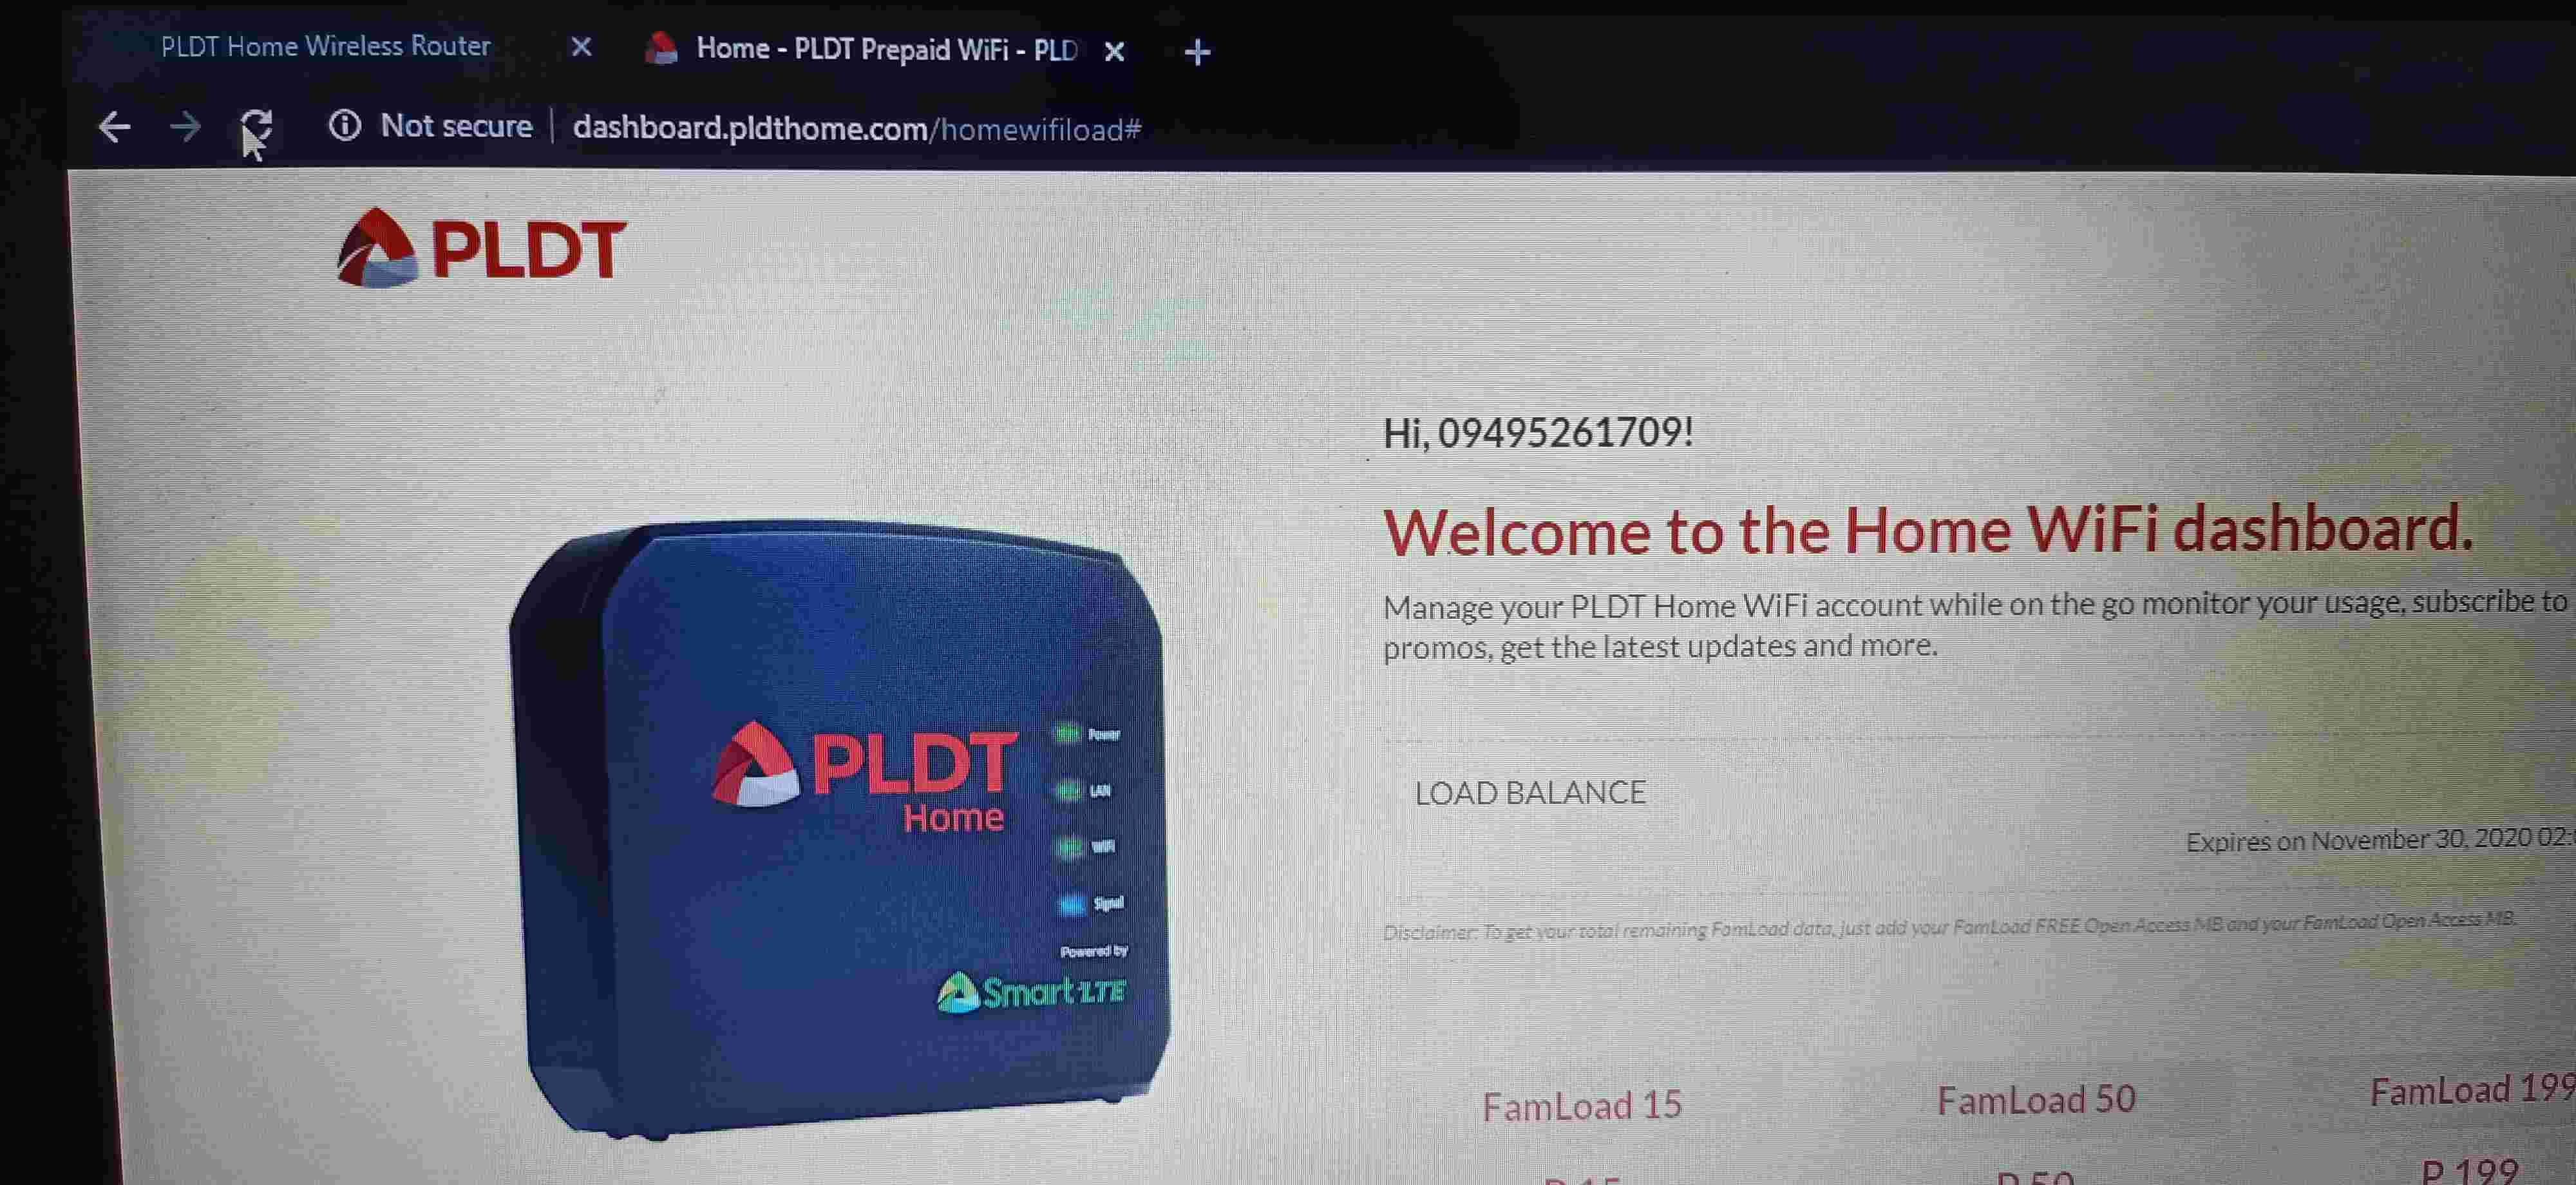 PLDT Home Wireless Router
Home - PLDT Prepaid WiFi - PLD
Not secure
dashboard.pldthome.com/homewifiload#
PLDT
Hi, 09495261709!
Welcome to the Home WiFi dashboard.
Manage your PLDT Home WiFi account while on the go monitor your usage, subscribe to
promos, get the latest updates and more.
PLDT
Home
Power
LAN
WiFi
Signal
Powered by
Smart LTE
LOAD BALANCE
Expires on November 30, 2020 02:
Disclaimer: To get your total remaining FamLoad data, just add your FamLoad FREE Open Access MB and your FamLoad Open Access MB.
FamLoad 15
FamLoad 50
FamLoad 199
P 15
P 50
P 199